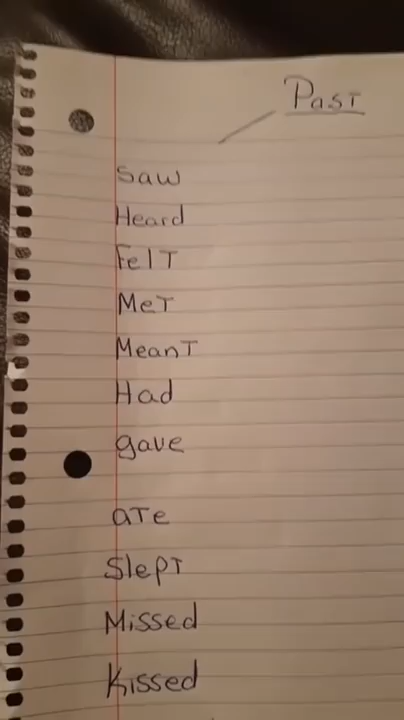 Past
Saw
Heard
Felt
Met
Meant
Had
gave
ate
Slept
Missed
Kissed